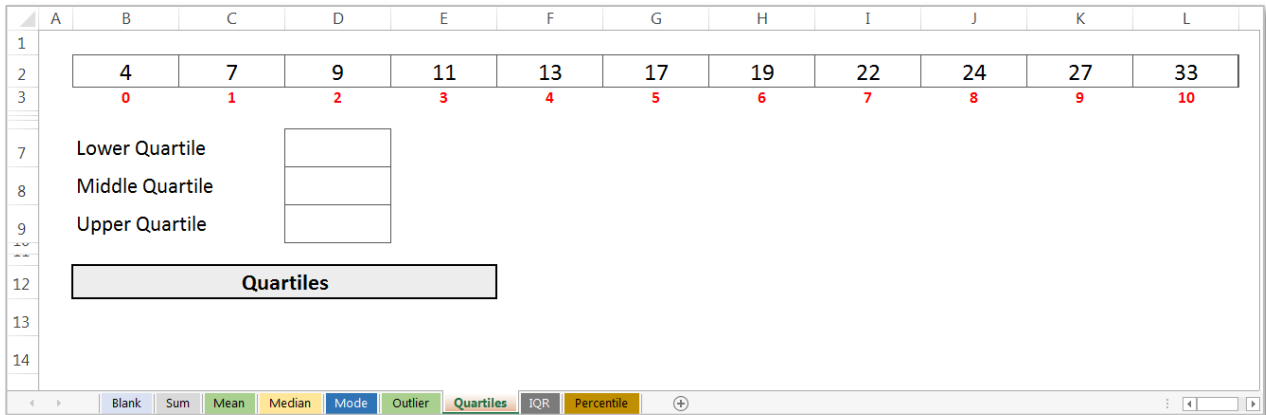 A B C D E F G H I J K L
1
2 4 7 9 11 13 17 19 22 24 27 33
3 0 1 2 3 4 5 6 7 8 9 10
7 Lower Quartile
8 Middle Quartile
9 Upper Quartile
12 Quartiles
13
14
Blank Sum Mean Median Mode Outlier Quartiles IQR Percentile